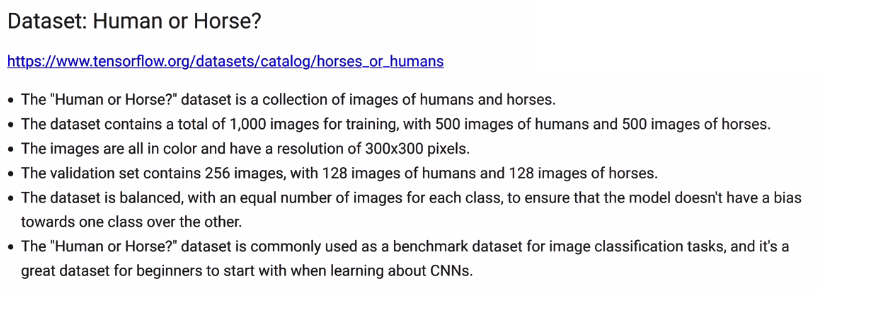 Dataset: Human or Horse?
https://www.tensorflow.org/datasets/catalog/horses_or_humans
• The "Human or Horse?" dataset is a collection of images of humans and horses.
• The dataset contains a total of 1,000 images for training, with 500 images of humans and 500 images of horses.
• The images are all in color and have a resolution of 300x300 pixels.
• The validation set contains 256 images, with 128 images of humans and 128 images of horses.
• The dataset is balanced, with an equal number of images for each class, to ensure that the model doesn't have a bias
towards one class over the other.
• The "Human or Horse?" dataset is commonly used as a benchmark dataset for image classification tasks, and it's a
great dataset for beginners to start with when learning about CNNs.